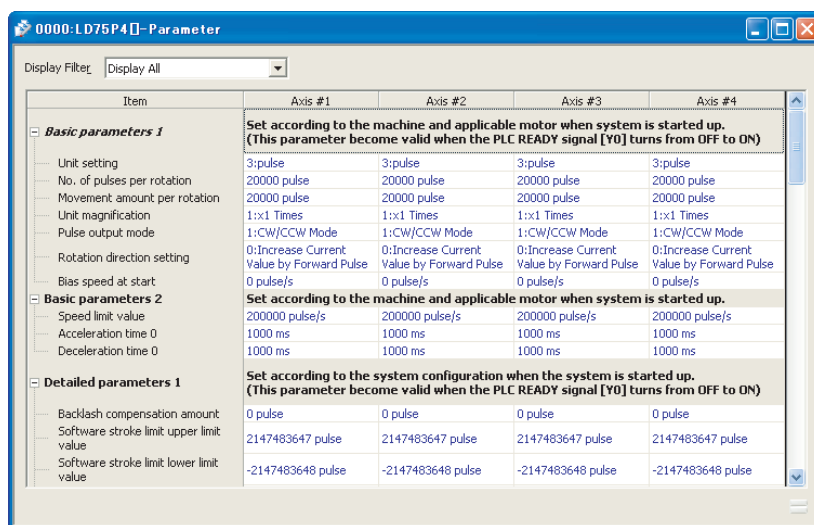 0000:LD75P4[]-Parameter
Display Filter Display All
Item Axis #1 Axis #2 Axis #3 Axis #4
Basic parameters 1 Set according to the machine and applicable motor when system is started up.
(This parameter become valid when the PLC READY signal [Y0] turns from OFF to ON)
Unit setting 3:pulse 3:pulse 3:pulse 3:pulse
No. of pulses per rotation 20000 pulse 20000 pulse 20000 pulse 20000 pulse
Movement amount per rotation 20000 pulse 20000 pulse 20000 pulse 20000 pulse
Unit magnification 1:x1 Times 1:x1 Times 1:x1 Times 1:x1 Times
Pulse output mode 1:CW/CCW Mode 1:CW/CCW Mode 1:CW/CCW Mode 1:CW/CCW Mode
Rotation direction setting 0:Increase Current 0:Increase Current 0:Increase Current 0:Increase Current
Value by Forward Pulse Value by Forward Pulse Value by Forward Pulse Value by Forward Pulse
Bias speed at start 0 pulse/s 0 pulse/s 0 pulse/s 0 pulse/s
Basic parameters 2 Set according to the machine and applicable motor when system is started up.
Speed limit value 200000 pulse/s 200000 pulse/s 200000 pulse/s 200000 pulse/s
Acceleration time 0 1000 ms 1000 ms 1000 ms 1000 ms
Deceleration time 0 1000 ms 1000 ms 1000 ms 1000 ms
Detailed parameters 1 Set according to the system configuration when the system is started up.
(This parameter become valid when the PLC READY signal [Y0] turns from OFF to ON)
Backlash compensation amount 0 pulse 0 pulse 0 pulse 0 pulse
Software stroke limit upper limit
value 2147483647 pulse 2147483647 pulse 2147483647 pulse 2147483647 pulse
Software stroke limit lower limit
value -2147483648 pulse -2147483648 pulse -2147483648 pulse -2147483648 pulse